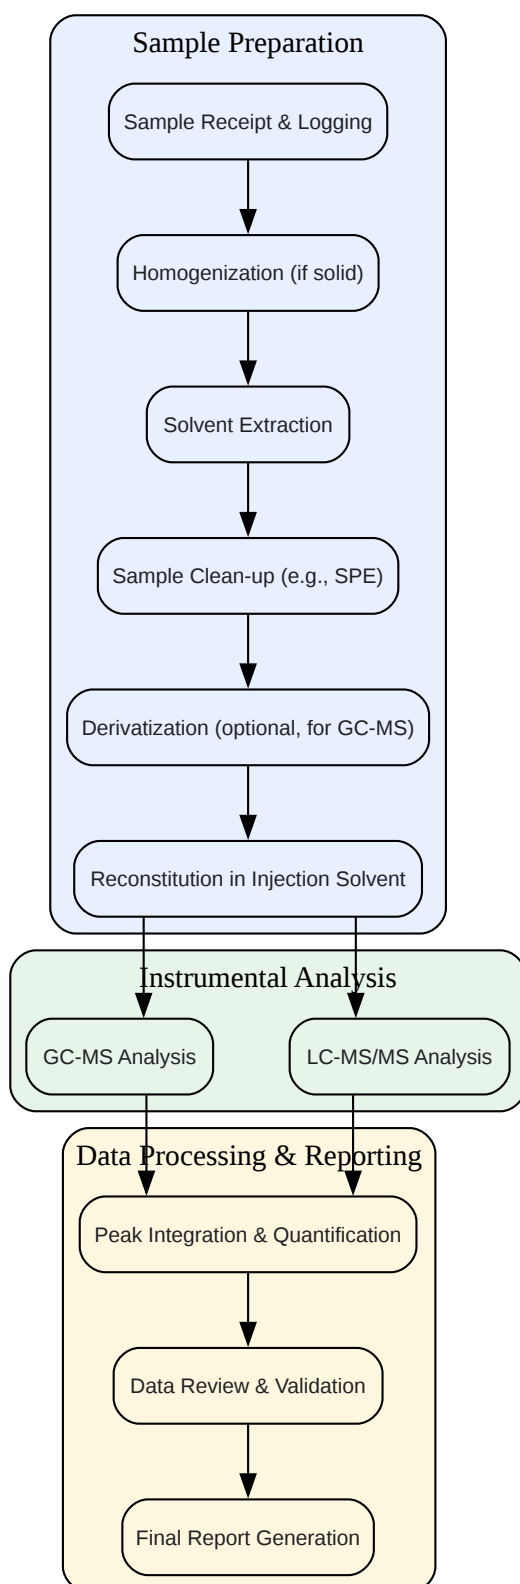 Sample Preparation
Sample Receipt & Logging
Homogenization (if solid)
Solvent Extraction
Sample Clean-up (e.g., SPE)
Derivatization (optional, for GC-MS)
Reconstitution in Injection Solvent
Instrumental Analysis
GC-MS Analysis
LC-MS/MS Analysis
Data Processing & Reporting
Peak Integration & Quantification
Data Review & Validation
Final Report Generation